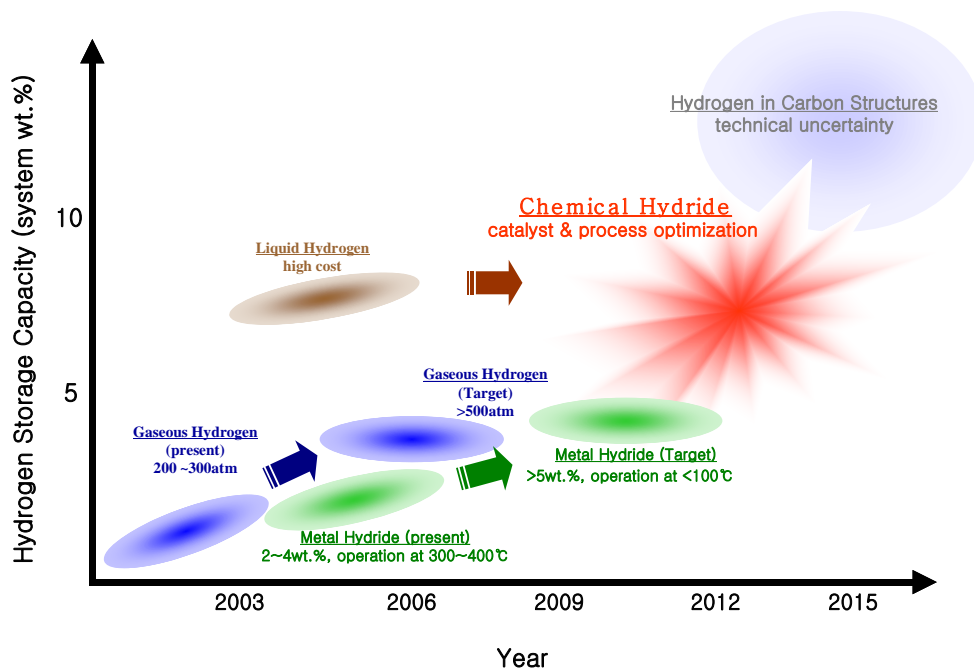 Hydrogen Storage Capacity (system wt.%)
Hydrogen in Carbon Structures
technical uncertainty
10
Chemical Hydride
catalyst & process optimization
Liquid Hydrogen
high cost
5
Gaseous Hydrogen
(Target)
>500atm
Gaseous Hydrogen
(present)
200 ~300atm
Metal Hydride (Target)
>5wt.%, operation at <100℃
Metal Hydride (present)
2~4wt.%, operation at 300~400℃
2003
2006
2009
2012
2015
Year